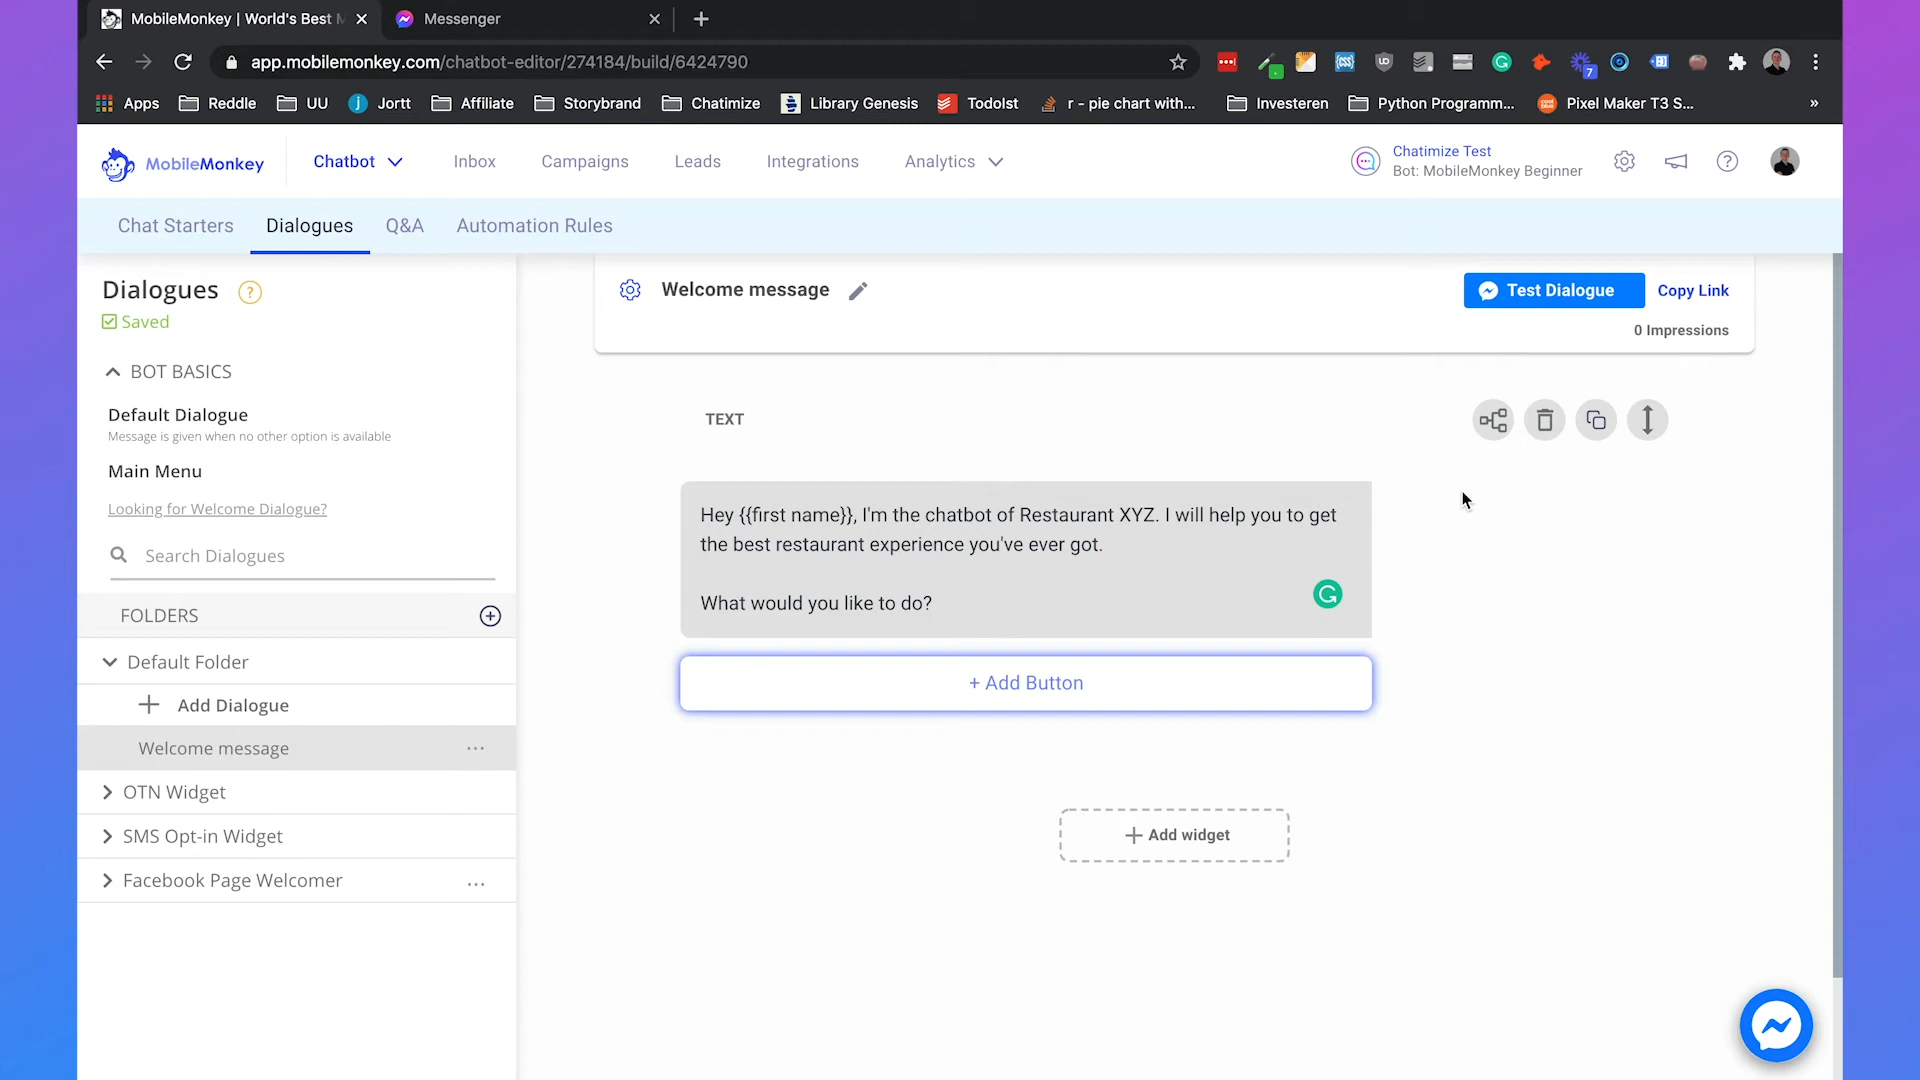 MobileMonkey | World's Best M
Messenger
app.mobilemonkey.com/chatbot-editor/274184/build/6424790
7
Apps
Reddle
UU
Jortt
Affiliate
Storybrand
Chatimize
Library Genesis
TodoIst
r - pie chart with...
Investeren
Python Programm...
Pixel Maker T3 S...
»
MobileMonkey
Chatbot
Inbox
Campaigns
Leads
Integrations
Analytics
Chatimize Test
Bot: MobileMonkey Beginner
Chat Starters
Dialogues
Q&A
Automation Rules
Dialogues
Saved
BOT BASICS
Default Dialogue
Message is given when no other option is available
Main Menu
Looking for Welcome Dialogue?
Search Dialogues
FOLDERS
Default Folder
Add Dialogue
Welcome message
OTN Widget
SMS Opt-in Widget
Facebook Page Welcomer
Welcome message
Test Dialogue
Copy Link
0 Impressions
TEXT
Hey {{first name}}, I'm the chatbot of Restaurant XYZ. I will help you to get
the best restaurant experience you've ever got.
What would you like to do?
+ Add Button
+ Add widget